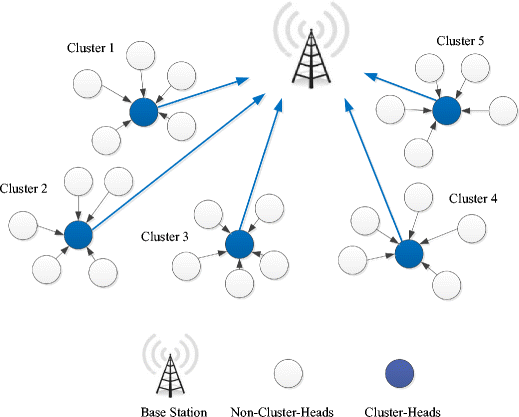 Cluster 1
Cluster 5
Cluster 2
Cluster 4
Cluster 3
Base Station
Non-Cluster-Heads
Cluster-Heads